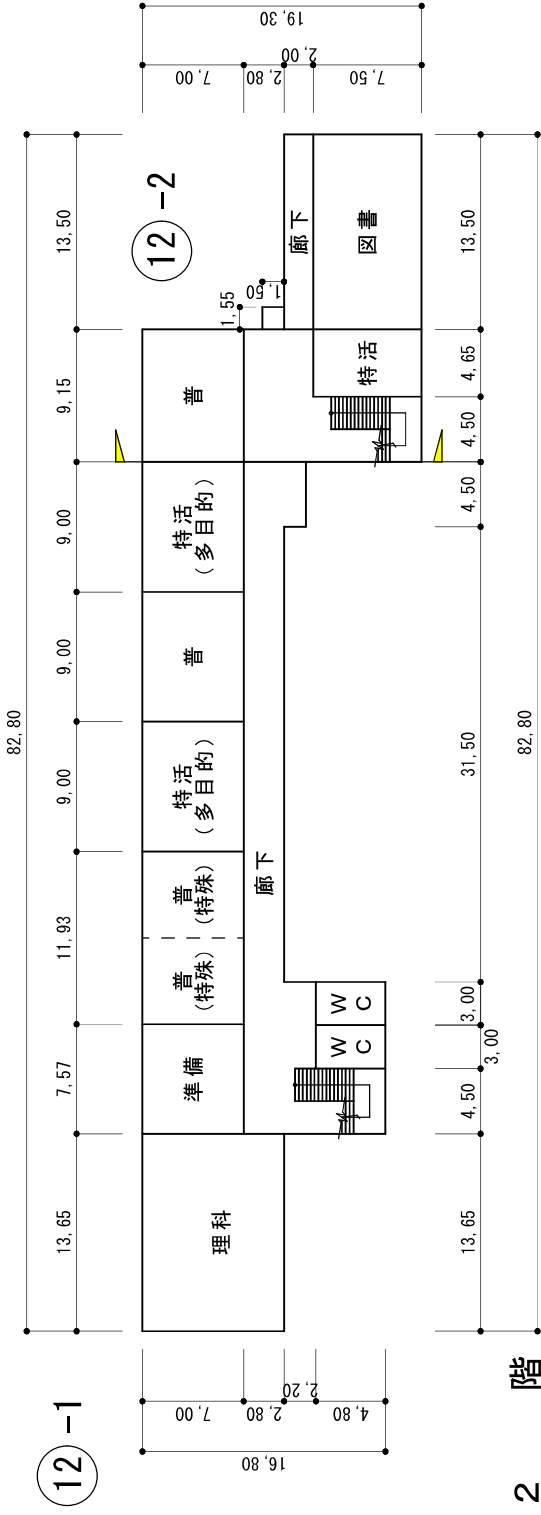 ⑫-1
⑫-2
82,80
13,65
7,57
11,93
9,00
9,00
9,00
9,15
13,50
1,55
1,50
16,80
7,00
2,80
2,20
4,80
19,30
7,00
2,80
2,00
7,50
理科
準備
普
(特殊)
普
(特殊)
特活
(多目的)
普
特活
(多目的)
普
廊下
廊下
WC
WC
特活
図書
13,65
4,50
3,00
3,00
31,50
4,50
4,50
4,65
13,50
82,80
2 階